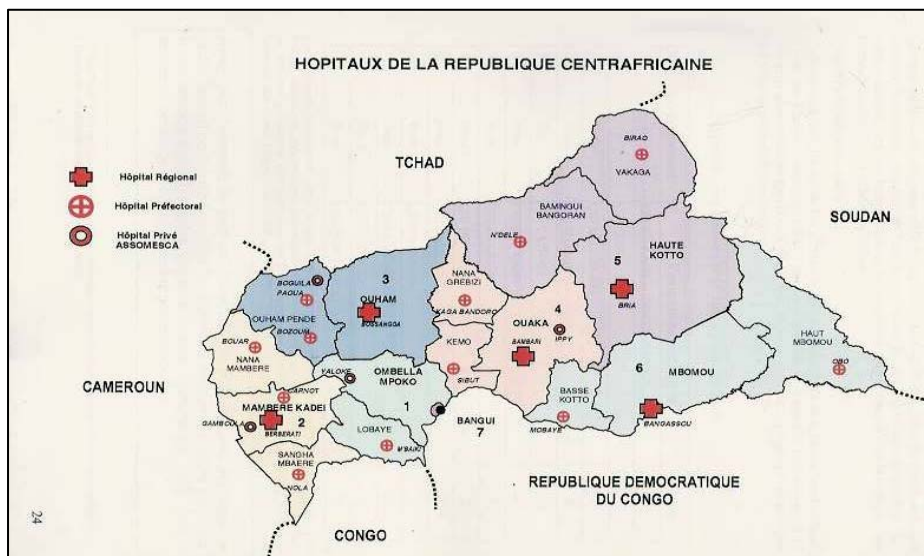 HOPITAUX DE LA REPUBLIQUE CENTRAFRICAINE
Hôpital Régional
Hôpital Préfectoral
Hôpital Privé
ASSOMESCA
TCHAD
SOUDAN
CAMEROUN
CONGO
REPUBLIQUE DEMOCRATIQUE
DU CONGO
BIRAO
VAKAGA
BAMINGUI
BANGORAN
N'DELE
5
HAUTE
KOTTO
BRIA
3
OUHAM
BOSSANGOA
NANA
GREBIZI
KAGA BANDORO
BOGUILA
PAOUA
OUHAM PENDE
BOZOUM
4
OUAKA
IPPY
BAMBARI
HAUT
MBOMOU
OBO
BOUAR
NANA
MAMBERE
KEMO
SIBUT
YALOKE
OMBELLA
MPOKO
1
6
MBOMOU
BANGASSOU
BASSE
KOTTO
MOBAYE
CARNOT
MAMBERE KADEI
2
GAMBOULA
BERBERATI
BANGUI
7
LOBAYE
M'BAIKI
SANGHA
MBAERE
NOLA
24